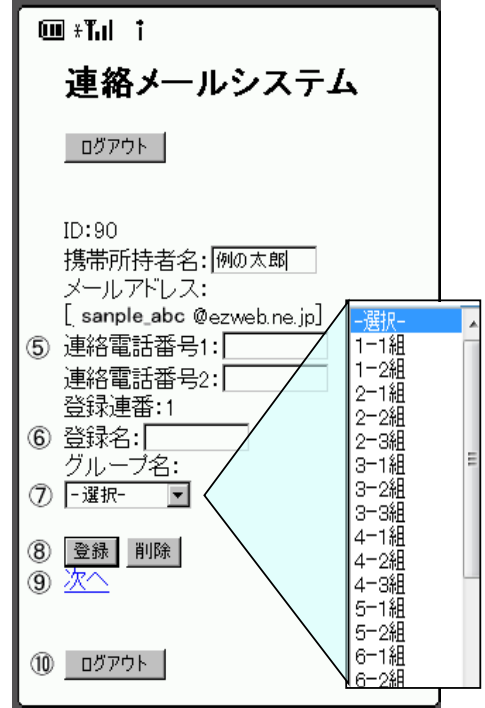 連絡メールシステム
ログアウト
ID:90
携帯所持者名:例の太郎
メールアドレス:
[ sanple_abc @ezweb.ne.jp]
⑤ 連絡電話番号1:
連絡電話番号2:
登録連番:1
⑥ 登録名:
グループ名:
⑦ -選択-
⑧ 登録 削除
⑨ 次へ
⑩ ログアウト
-選択-
1-1組
1-2組
2-1組
2-2組
2-3組
3-1組
3-2組
3-3組
4-1組
4-2組
4-3組
5-1組
5-2組
6-1組
6-2組